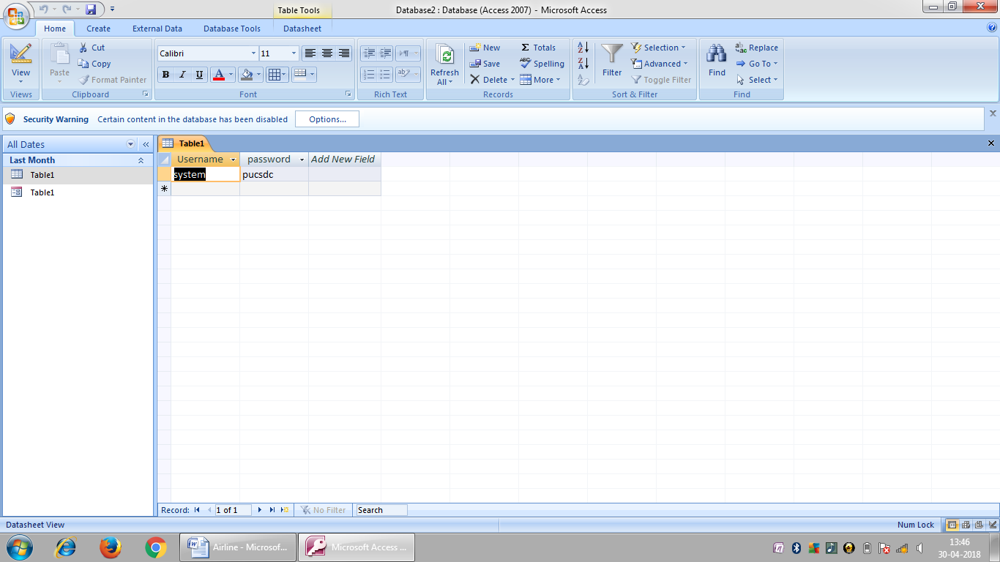 Table Tools
Database2 : Database (Access 2007) - Microsoft Access
Home Create External Data Database Tools Datasheet
View
Views
Paste
Cut
Copy
Format Painter
Clipboard
Calibri 11
B I U A
Font
Rich Text
Refresh All
New
Save
Delete
Σ Totals
ABC Spelling
More
Records
A Z
Z A
Filter
Selection
Advanced
Toggle Filter
Sort & Filter
Find
Replace
Go To
Select
Find
Security Warning Certain content in the database has been disabled Options...
All Dates «
Last Month
Table1
Table1
Table1
Username password Add New Field
system pucsdc
Record: 1 of 1 No Filter Search
Datasheet View Num Lock
Airline - Microsof... Microsoft Access ...
13:46
30-04-2018